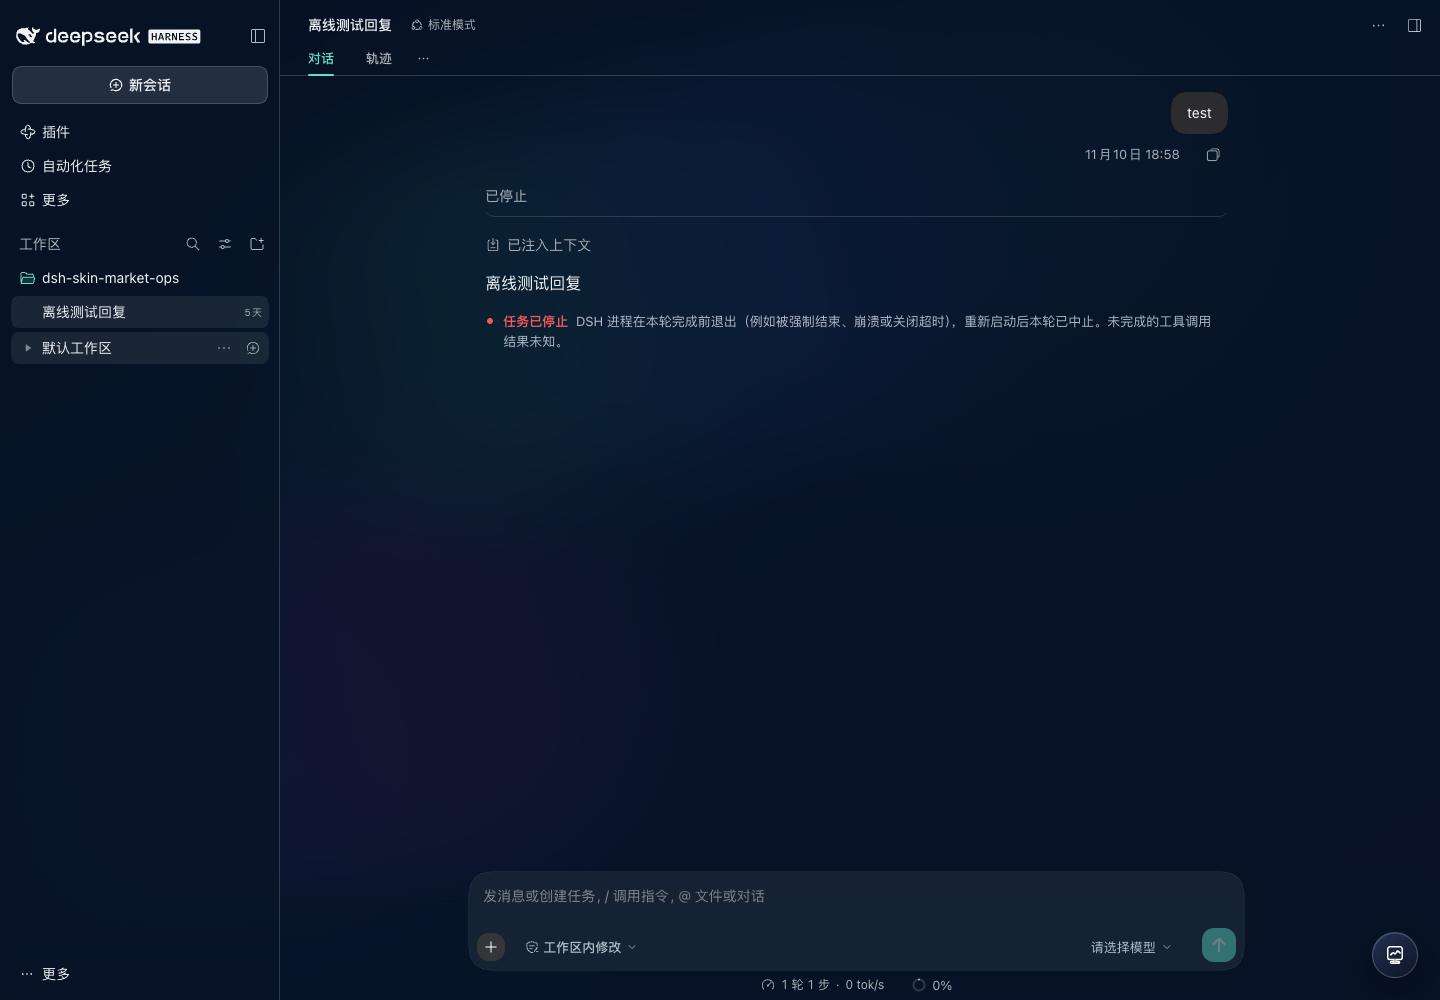 deepseek HARNESS
新会话
插件
自动化任务
更多
工作区
dsh-skin-market-ops
离线测试回复 5天
默认工作区
更多
离线测试回复 标准模式
对话 轨迹
test
11月10日 18:58
已停止
已注入上下文
离线测试回复
任务已停止 DSH 进程在本轮完成前退出（例如被强制结束、崩溃或关闭超时），重新启动后本轮已中止。未完成的工具调用
结果未知。
发消息或创建任务, / 调用指令, @ 文件或对话
工作区内修改 请选择模型
1 轮 1 步 · 0 tok/s 0%